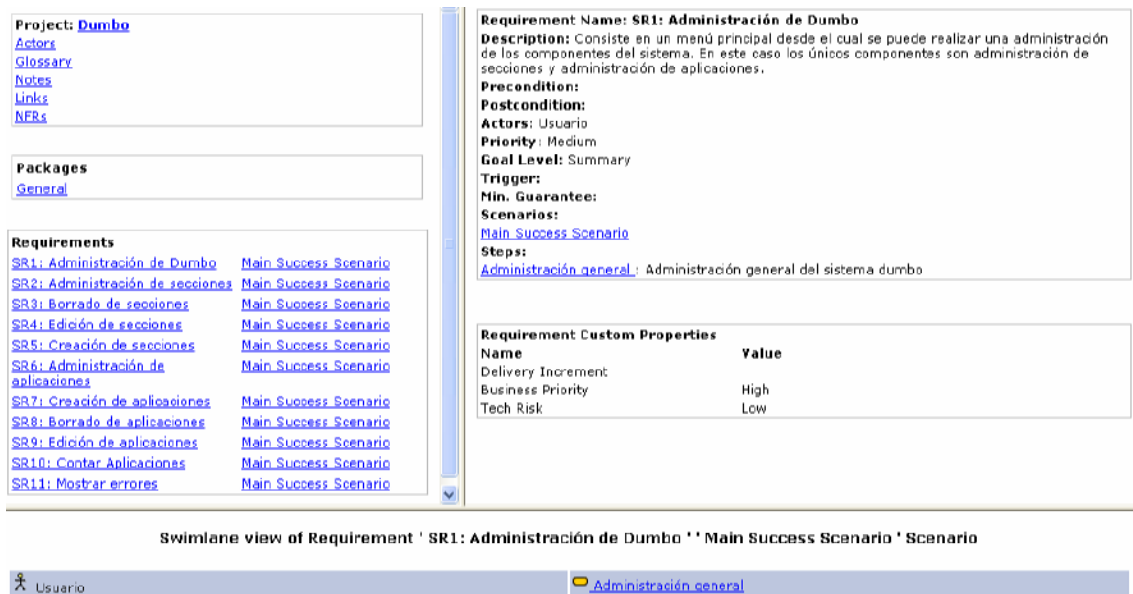 Project: Dumbo
Actors
Glossary
Notes
Links
NFRs
Packages
General
Requirements
SR1: Administración de Dumbo Main Success Scenario
SR2: Administración de secciones Main Success Scenario
SR3: Borrado de secciones Main Success Scenario
SR4: Edición de secciones Main Success Scenario
SR5: Creación de secciones Main Success Scenario
SR6: Administración de Main Success Scenario
aplicaciones
SR7: Creación de aplicaciones Main Success Scenario
SR8: Borrado de aplicaciones Main Success Scenario
SR9: Edición de aplicaciones Main Success Scenario
SR10: Contar Aplicaciones Main Success Scenario
SR11: Mostrar errores Main Success Scenario
Requirement Name: SR1: Administración de Dumbo
Description: Consiste en un menú principal desde el cual se puede realizar una administración
de los componentes del sistema. En este caso los únicos componentes son administración de
secciones y administración de aplicaciones.
Precondition:
Postcondition:
Actors: Usuario
Priority: Medium
Goal Level: Summary
Trigger:
Min. Guarantee:
Scenarios:
Main Success Scenario
Steps:
Administración general : Administración general del sistema dumbo
Requirement Custom Properties
Name Value
Delivery Increment
Business Priority High
Tech Risk Low
Swimlane view of Requirement ' SR1: Administración de Dumbo ' ' Main Success Scenario ' Scenario
Usuario Administración general